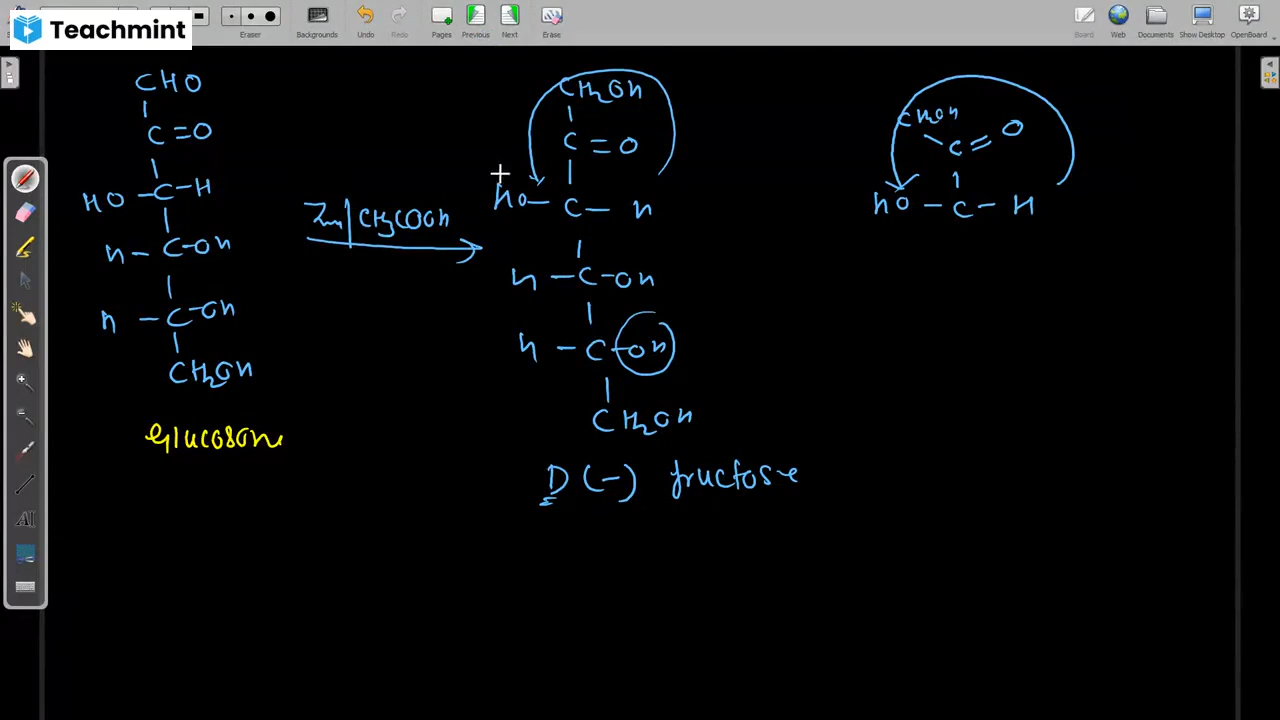 Teachmint
Eraser
Backgrounds
Undo
Redo
Pages
Previous
Next
Erase
Board
Web
Documents
Show Desktop
OpenBoard
CHO
C=O
HO-C-H
H-C-OH
H-C-OH
CH2OH
Glucosone
Zn|CH3COOH
CH2OH
C=O
HO-C-H
H-C-OH
H-C-OH
CH2OH
D(-) fructose
CH2OH
C=O
HO-C-H